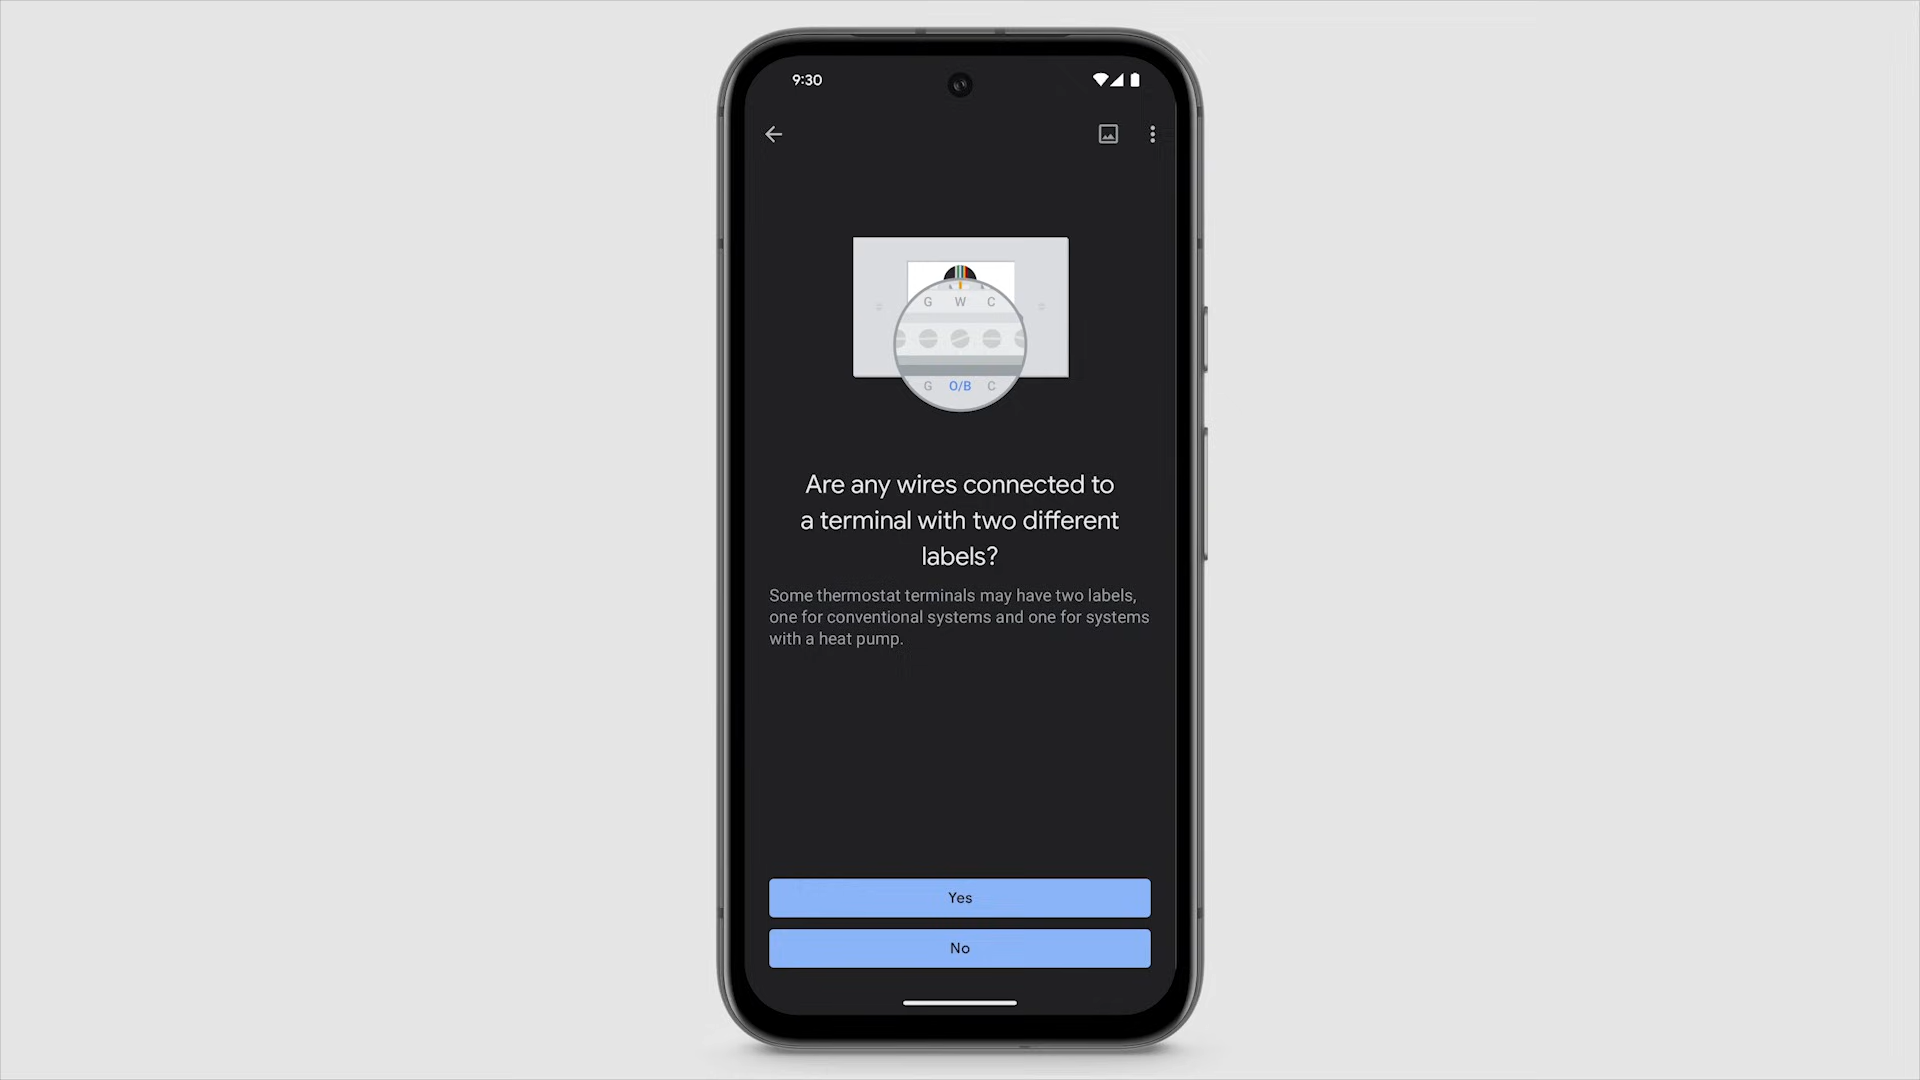 9:30
G W C
G O/B C
Are any wires connected to
a terminal with two different
labels?
Some thermostat terminals may have two labels,
one for conventional systems and one for systems
with a heat pump.
Yes
No